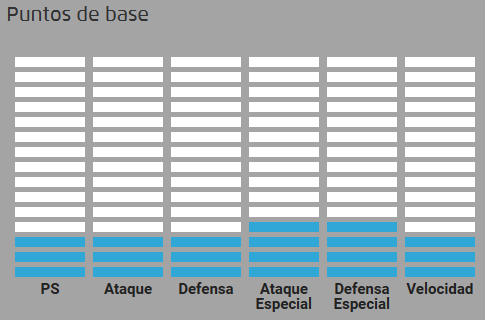 Puntos de base
PS
Ataque
Defensa
Ataque
Especial
Defensa
Especial
Velocidad